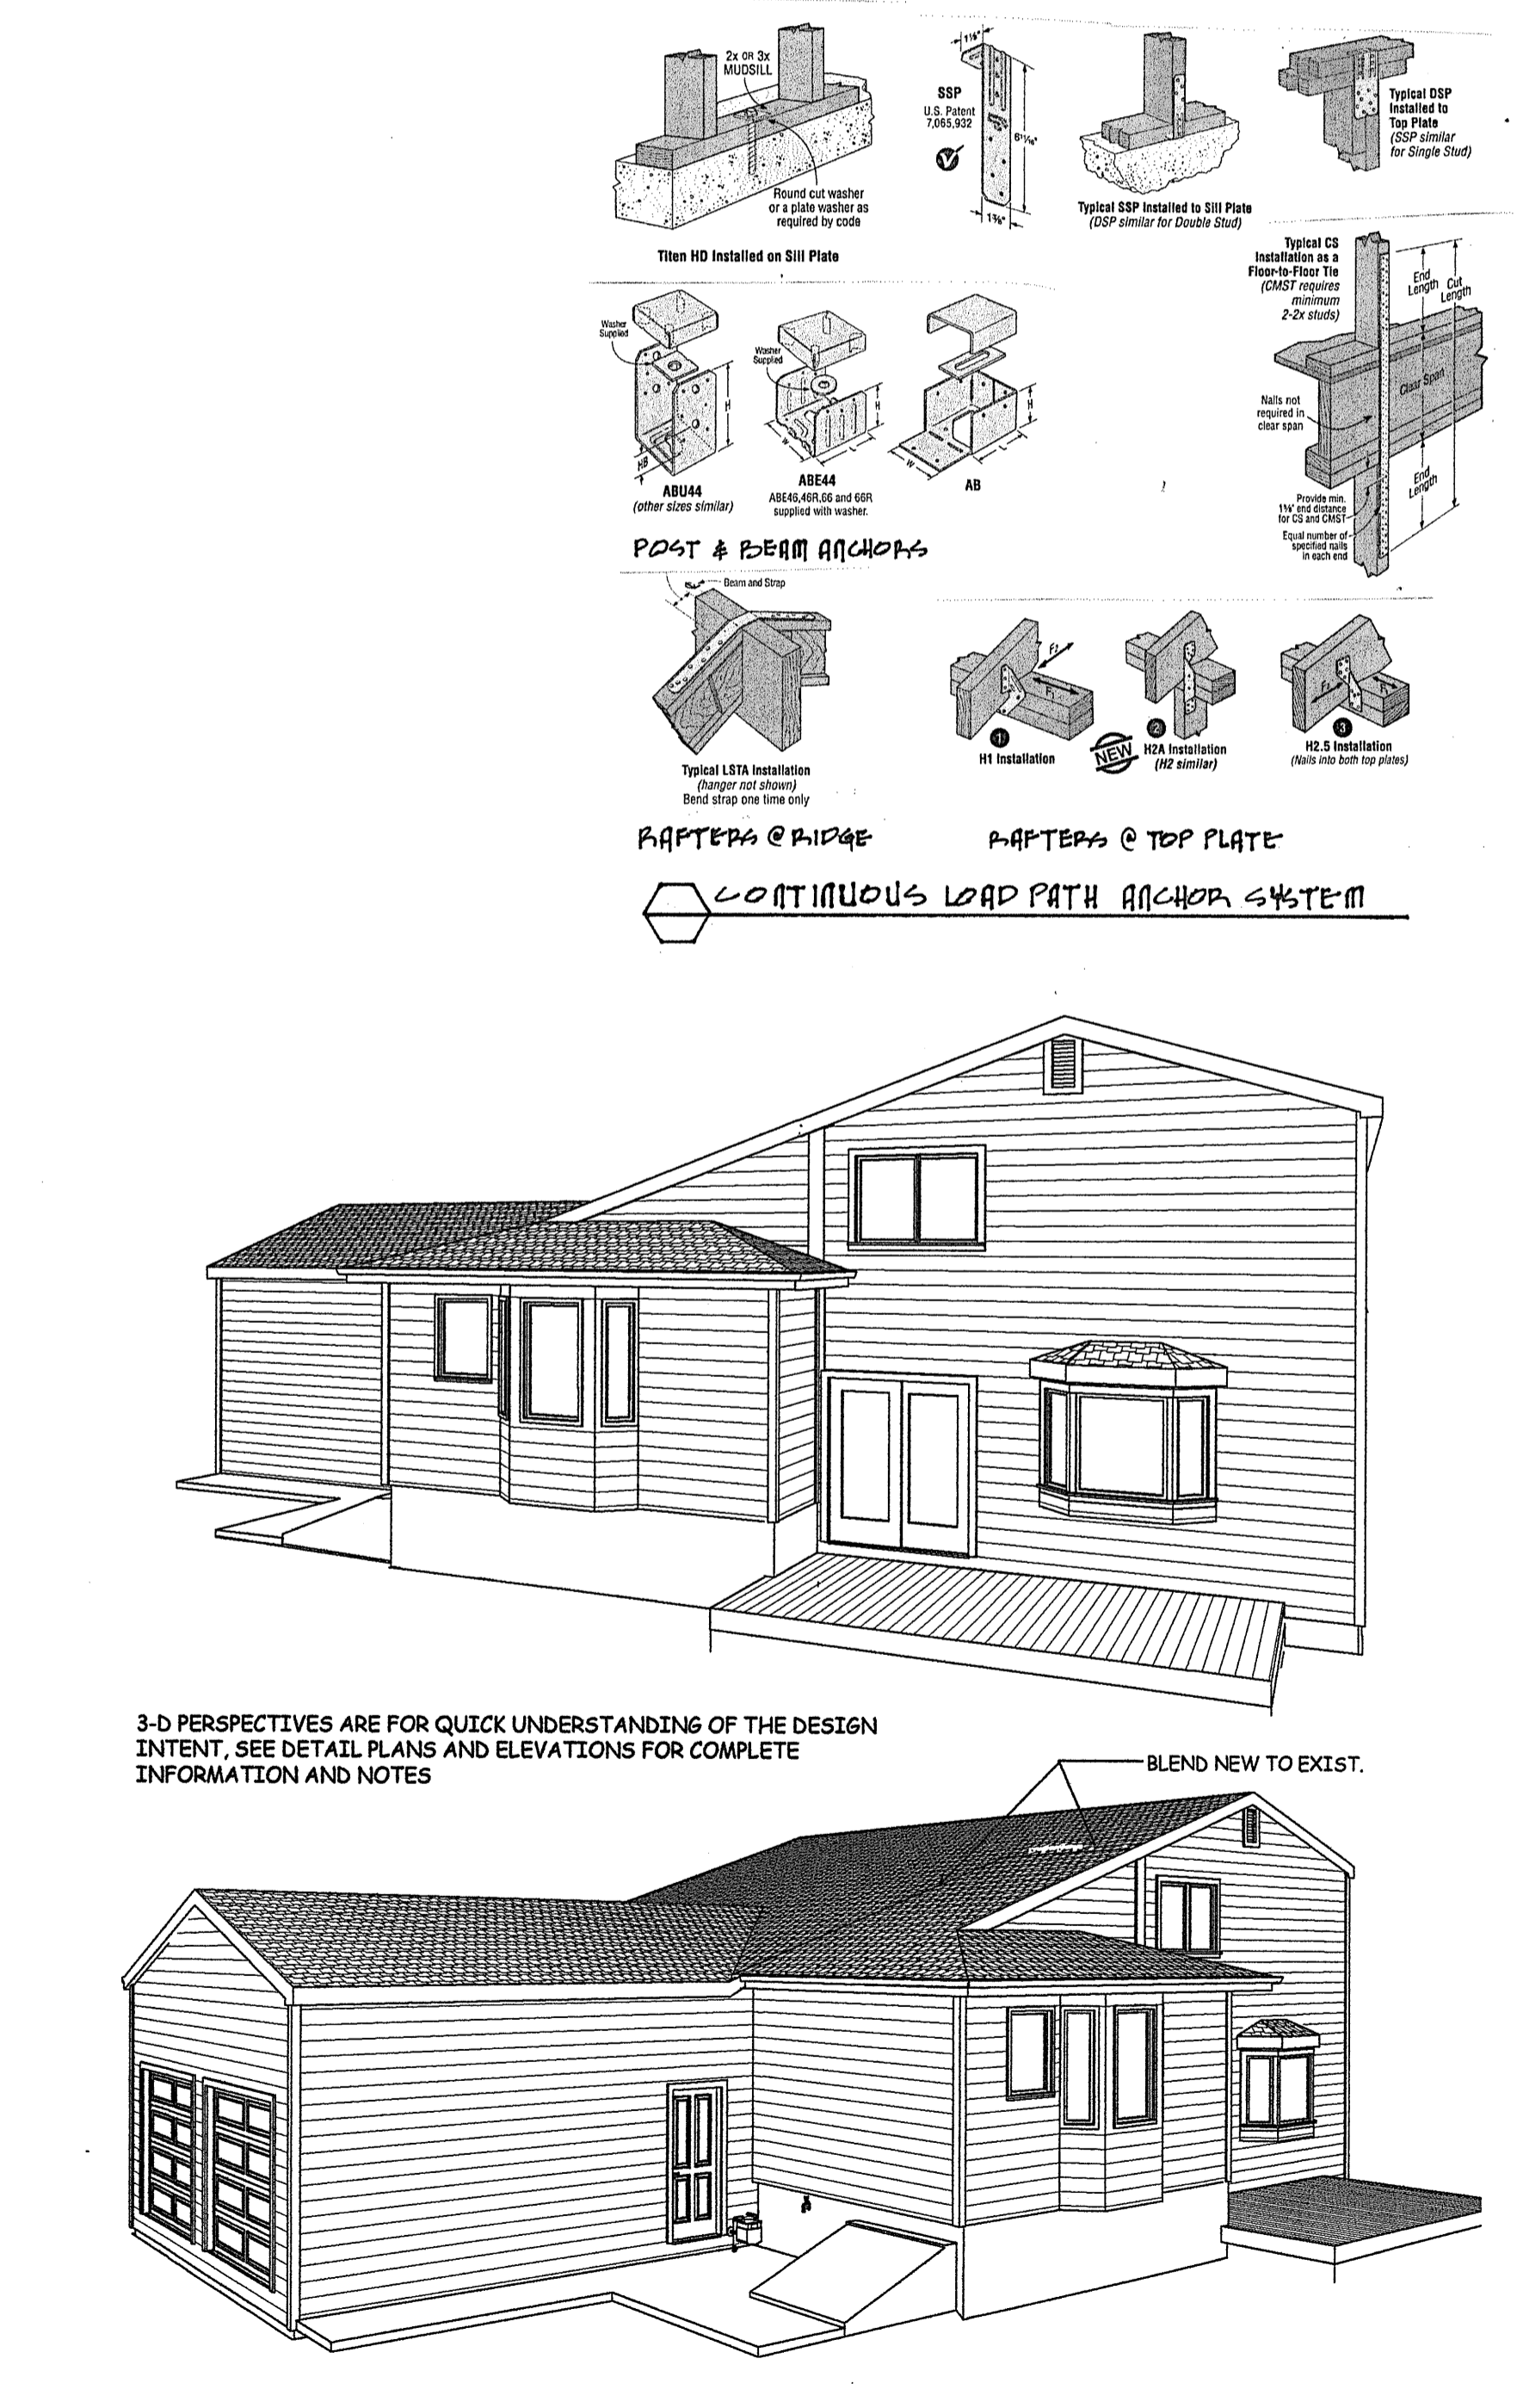 2x OR 3x
MUDSILL
Round cut washer
or a plate washer as
required by code
Titen HD Installed on Sill Plate
1⅛"
SSP
U.S. Patent
7,065,932
6¹¹⁄₁₆"
1⅜"
Typical SSP Installed to Sill Plate
(DSP similar for Double Stud)
Typical DSP
Installed to
Top Plate
(SSP similar
for Single Stud)
Washer
Supplied
H
HB
ABU44
(other sizes similar)
Washer
Supplied
H
W
L
ABE44
ABE46,46R,66 and 66R
supplied with washer.
H
W
L
AB
POST & BEAM ANCHORS
Typical CS
Installation as a
Floor-to-Floor Tie
(CMST requires
minimum
2-2x studs)
End
Length
Cut
Length
Clear Span
Nails not
required in
clear span
End
Length
Provide min.
end distance
for CS and CMST
Equal number of
specified nails
in each end
Beam and Strap
Typical LSTA Installation
(hanger not shown)
Bend strap one time only
RAFTERS @ RIDGE
F2
F1
1
H1 Installation
NEW
2
H2A Installation
(H2 similar)
3
H2.5 Installation
(Nails into both top plates)
RAFTERS @ TOP PLATE
CONTINUOUS LOAD PATH ANCHOR SYSTEM
3-D PERSPECTIVES ARE FOR QUICK UNDERSTANDING OF THE DESIGN
INTENT, SEE DETAIL PLANS AND ELEVATIONS FOR COMPLETE
INFORMATION AND NOTES
BLEND NEW TO EXIST.